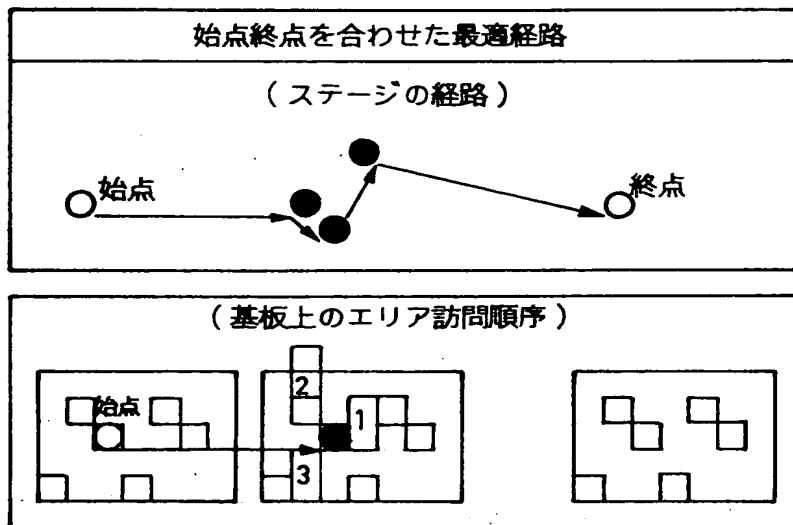 始点終点を合わせた最適経路
(ステージの経路)
始点
終点
(基板上のエリア訪問順序)
始点
2
1
3